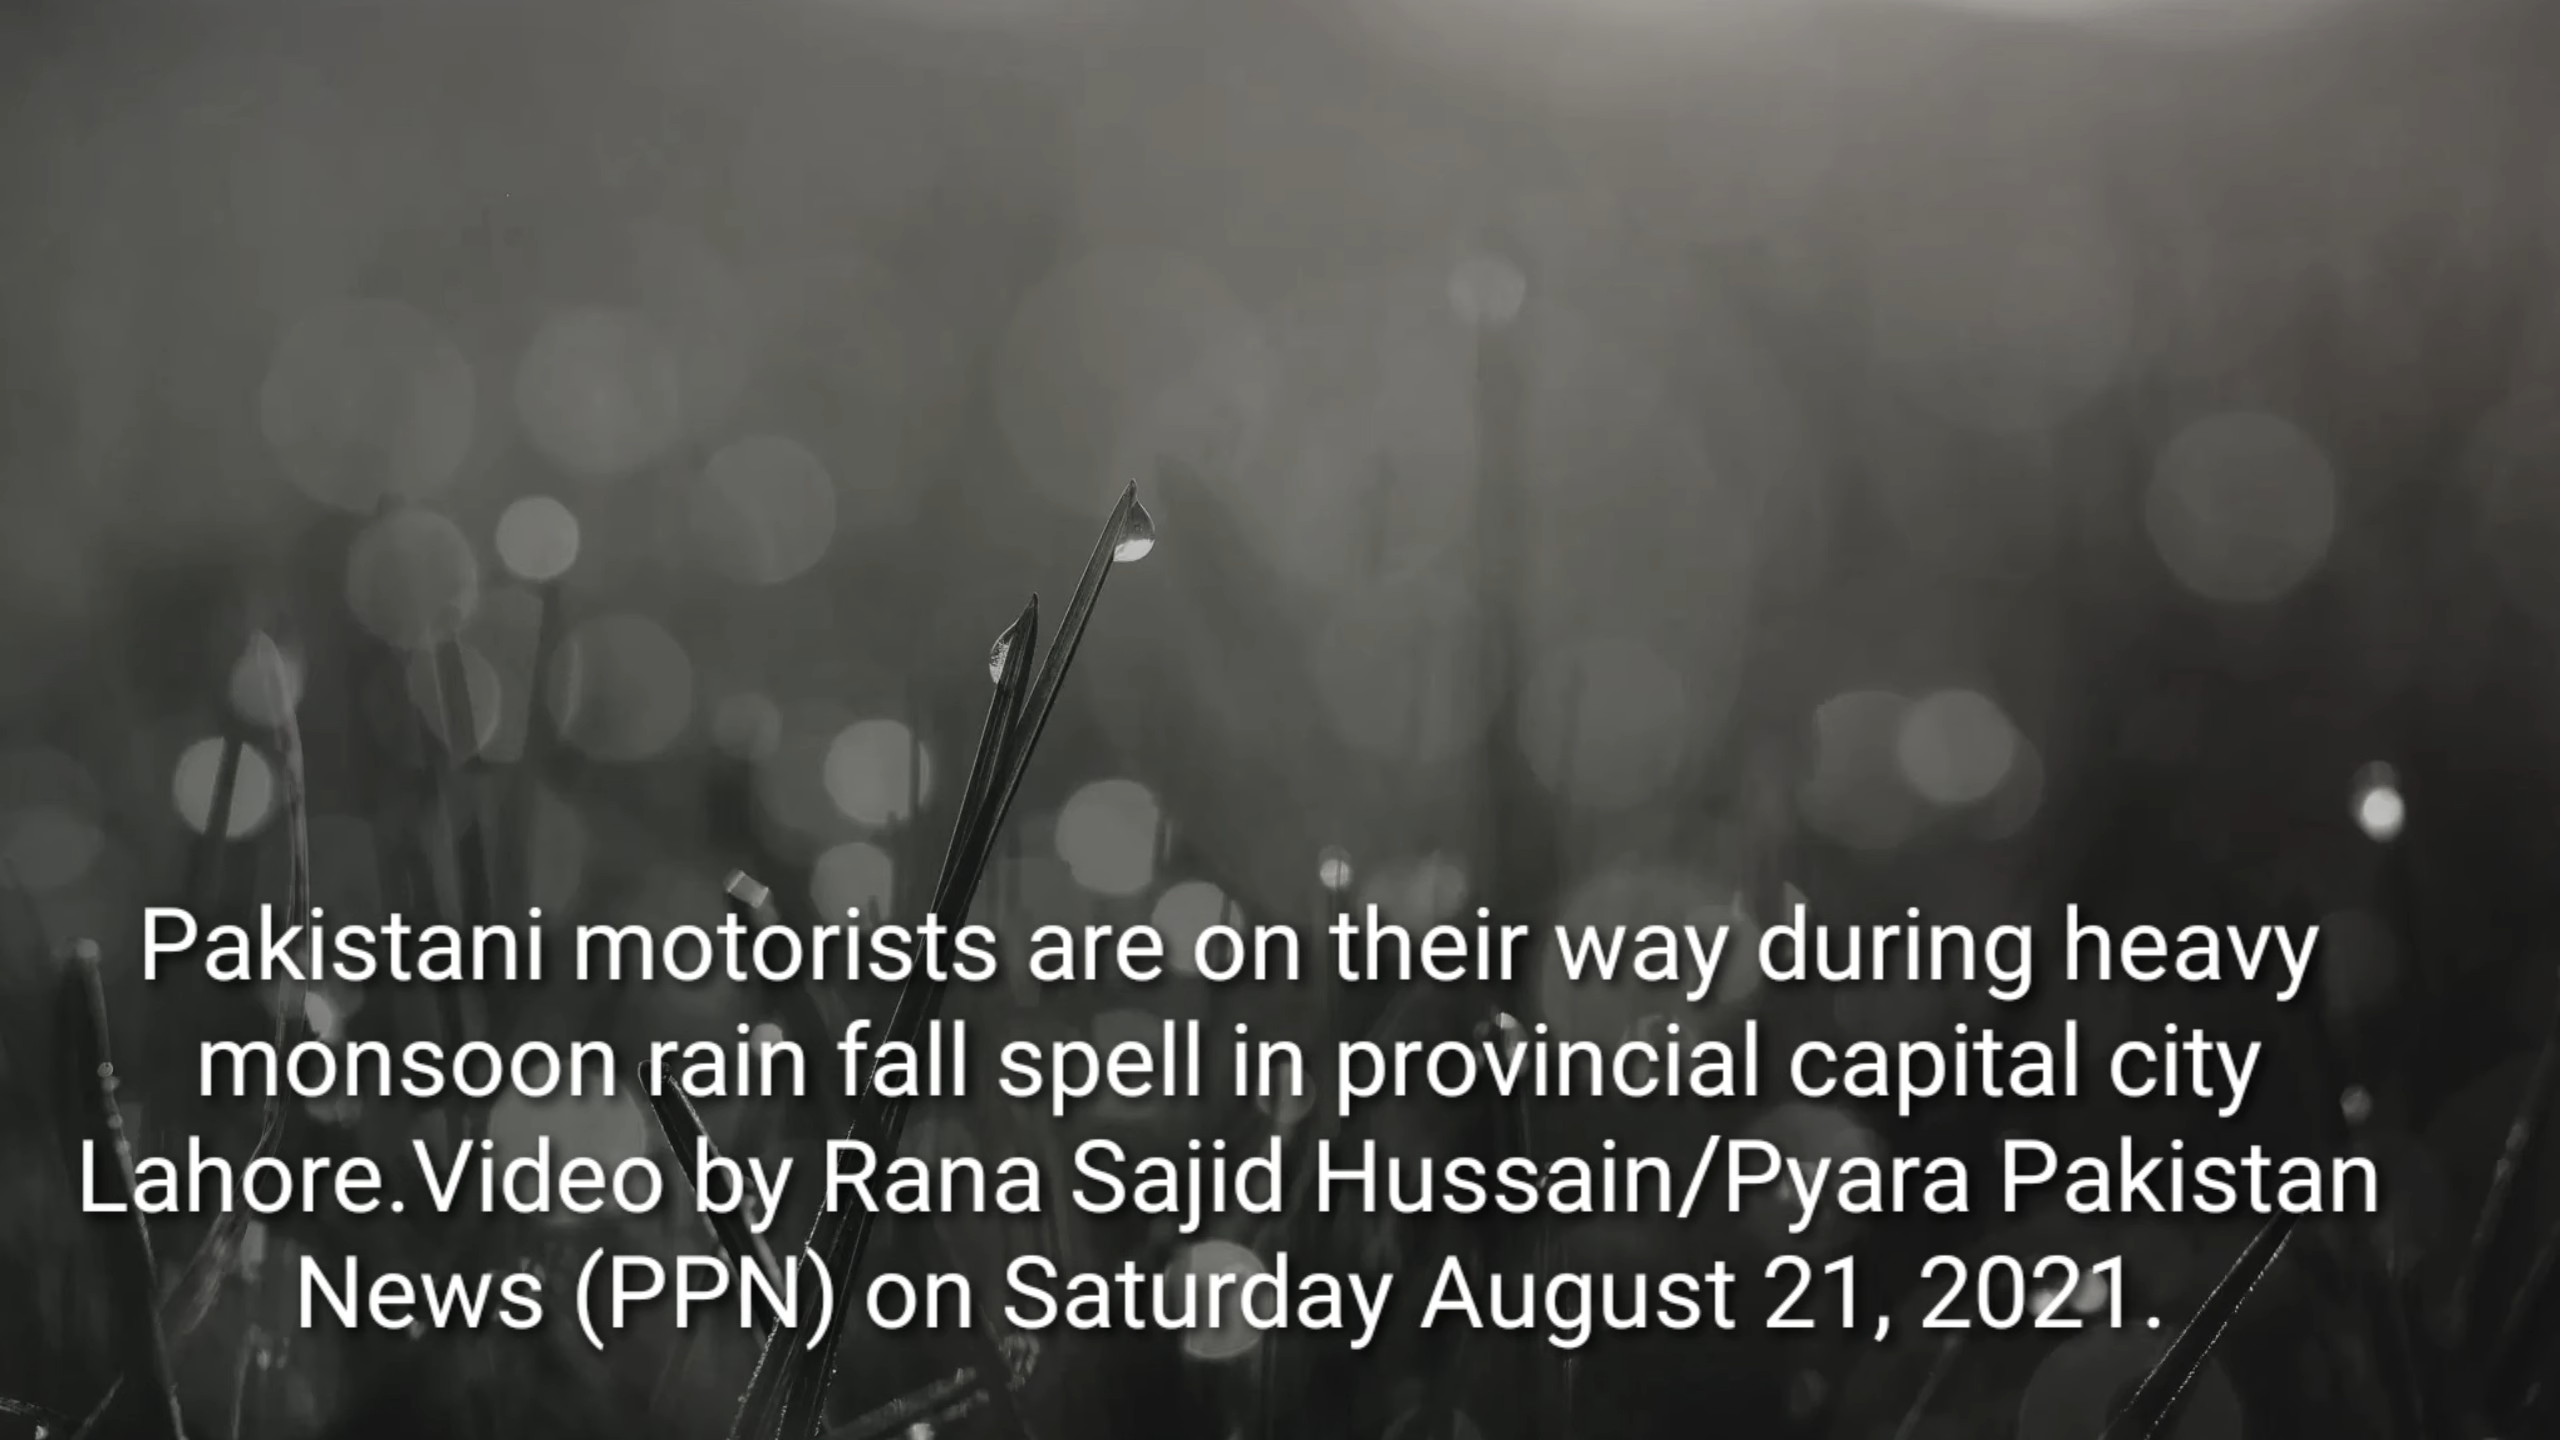 Pakistani motorists are on their way during heavy
monsoon rain fall spell in provincial capital city
Lahore.Video by Rana Sajid Hussain/Pyara Pakistan
News (PPN) on Saturday August 21, 2021.